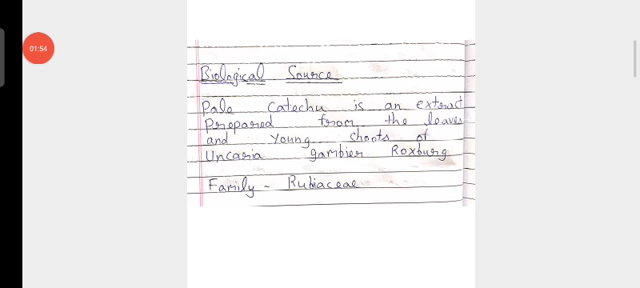 01:54
Biological Source
Pale Catechu is an extract
Prepared from the leaves
and Young shoots of
Uncaria gambier Roxburg
Family - Rubiaceae